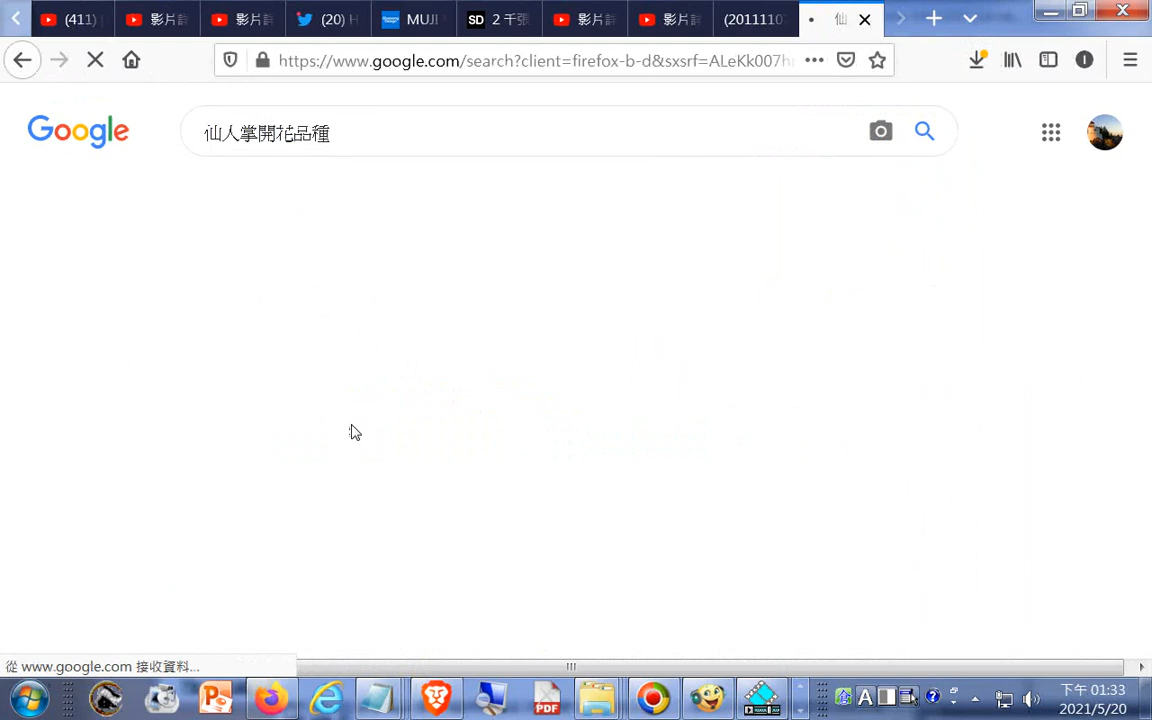 (411)
影片
影片
(20) H
MUJI
SD 2 千張
影片
影片
(2011110
仙
https://www.google.com/search?client=firefox-b-d&sxsrf=ALeKk007h
Google
仙人掌開花品種
從 www.google.com 接收資料...
PDF
A
下午 01:33
2021/5/20